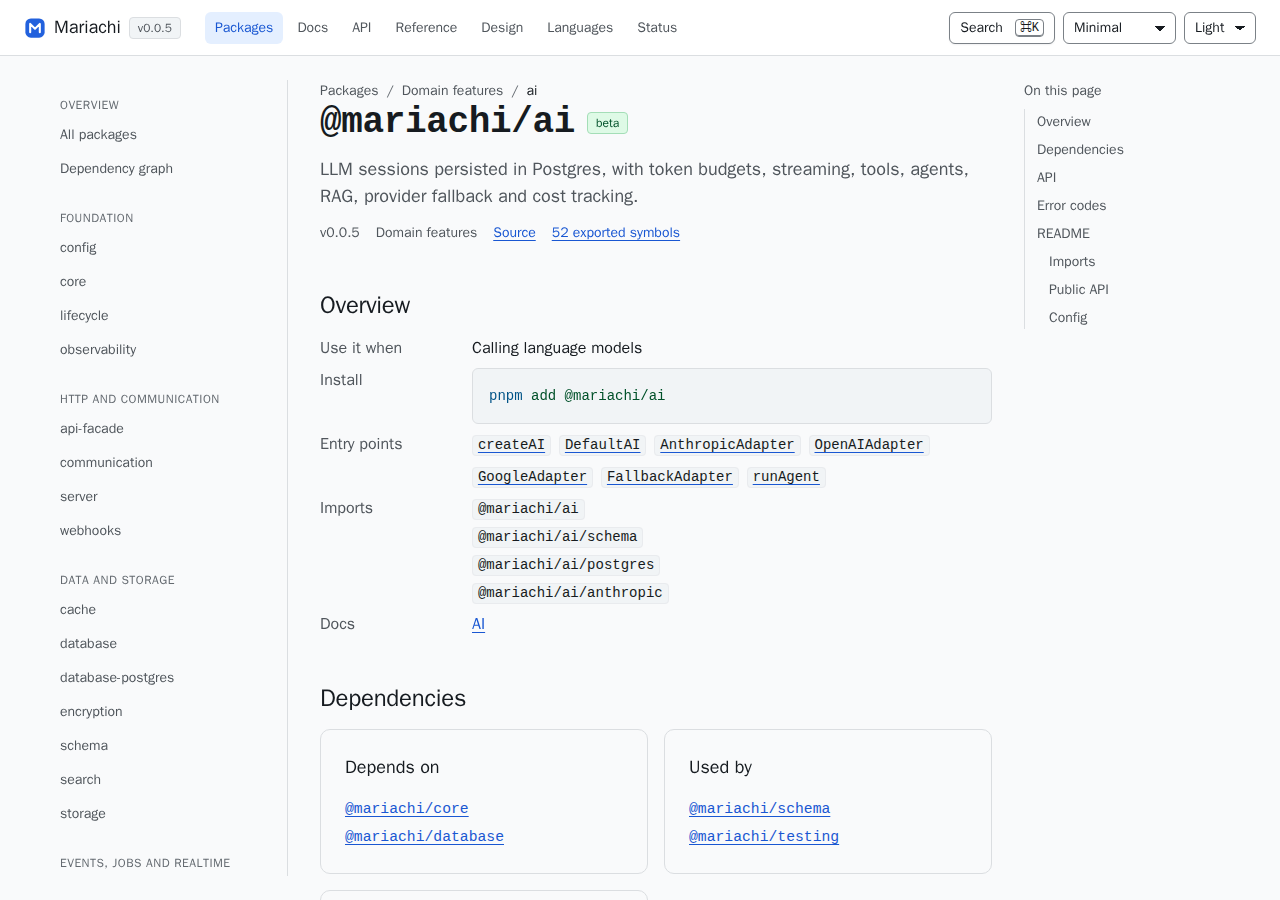 Mariachi v0.0.5 Packages Docs API Reference Design Languages Status Search ⌘K Minimal Light
OVERVIEW
All packages
Dependency graph
FOUNDATION
config
core
lifecycle
observability
HTTP AND COMMUNICATION
api-facade
communication
server
webhooks
DATA AND STORAGE
cache
database
database-postgres
encryption
schema
search
storage
EVENTS, JOBS AND REALTIME
Packages / Domain features / ai
@mariachi/ai beta
LLM sessions persisted in Postgres, with token budgets, streaming, tools, agents,
RAG, provider fallback and cost tracking.
v0.0.5 Domain features Source 52 exported symbols
Overview
Use it when Calling language models
Install pnpm add @mariachi/ai
Entry points createAI DefaultAI AnthropicAdapter OpenAIAdapter
GoogleAdapter FallbackAdapter runAgent
Imports @mariachi/ai
@mariachi/ai/schema
@mariachi/ai/postgres
@mariachi/ai/anthropic
Docs AI
Dependencies
Depends on
@mariachi/core
@mariachi/database
Used by
@mariachi/schema
@mariachi/testing
On this page
Overview
Dependencies
API
Error codes
README
Imports
Public API
Config